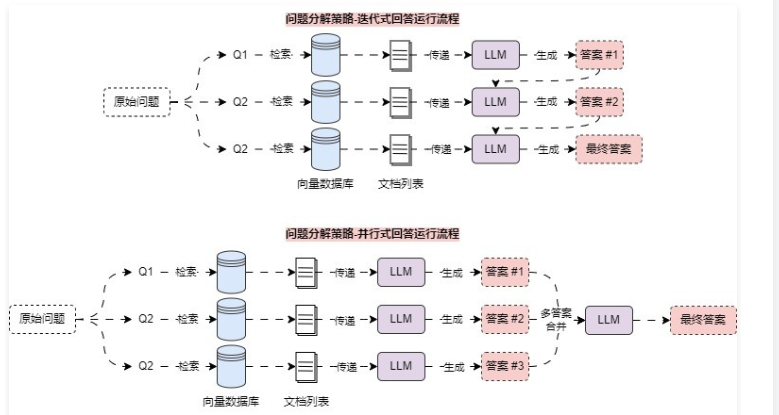 问题分解策略-迭代式回答运行流程
Q1 检索 传递 LLM 生成 答案 #1
原始问题 Q2 检索 传递 LLM 生成 答案 #2
Q2 检索 传递 LLM 生成 最终答案
向量数据库 文档列表
问题分解策略-并行式回答运行流程
Q1 检索 传递 LLM 生成 答案 #1
原始问题 Q2 检索 传递 LLM 生成 答案 #2 多答案合并 LLM 最终答案
Q2 检索 传递 LLM 生成 答案 #3
向量数据库 文档列表